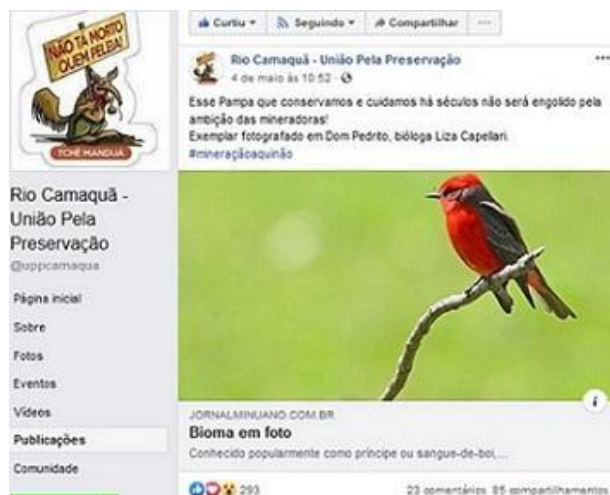 NÃO TÁ MORTO
QUEM PELEIA!
TCHÊ MANDUA
Rio Camaquã -
União Pela
Preservação
@uppcamaqua
Página inicial
Sobre
Fotos
Eventos
Vídeos
Publicações
Comunidade
Curtiu Seguindo Compartilhar
Rio Camaquã - União Pela Preservação
4 de maio às 10:52
Esse Pampa que conservamos e cuidamos há séculos não será engolido pela
ambição das mineradoras!
Exemplar fotografado em Dom Pedrito, bióloga Liza Capellari.
#mineraçãoaquinão
JORNALMINUANO.COM.BR
Bioma em foto
Conhecido popularmente como príncipe ou sangue-de-boi,...
293 23 comentários 85 compartilhamentos